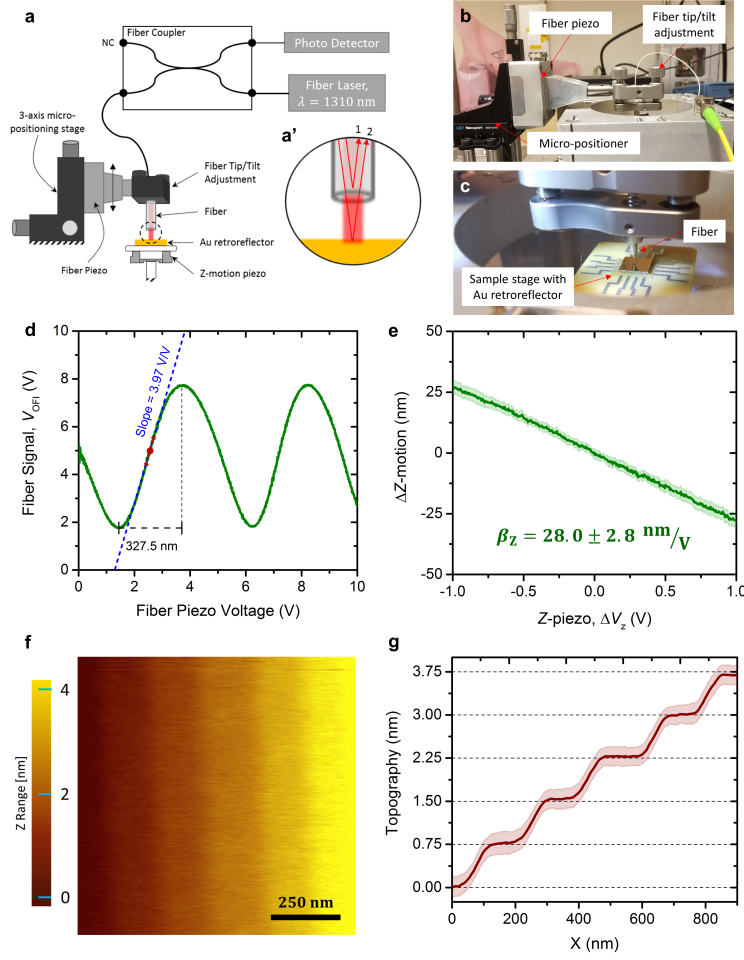 a
Fiber Coupler
NC
Photo Detector
Fiber Laser,
λ = 1310 nm
3-axis micro-
positioning stage
Fiber Tip/Tilt
Adjustment
Fiber
Au retroreflector
Fiber Piezo
Z-motion piezo
a’
1 2
b
Fiber piezo
Fiber tip/tilt
adjustment
Newport
Micro-positioner
c
Fiber
Sample stage with
Au retroreflector
d
10
8
6
4
2
0
Fiber Signal, V_OFI (V)
Slope = 3.97 V/V
327.5 nm
0 2 4 6 8 10
Fiber Piezo Voltage (V)
e
50
25
0
-25
-50
ΔZ-motion (nm)
β_Z = 28.0 ± 2.8 nm/V
-1.0 -0.5 0.0 0.5 1.0
Z-piezo, ΔV_z (V)
f
4
2
0
Z Range [nm]
250 nm
g
3.75
3.00
2.25
1.50
0.75
0.00
Topography (nm)
0 200 400 600 800
X (nm)